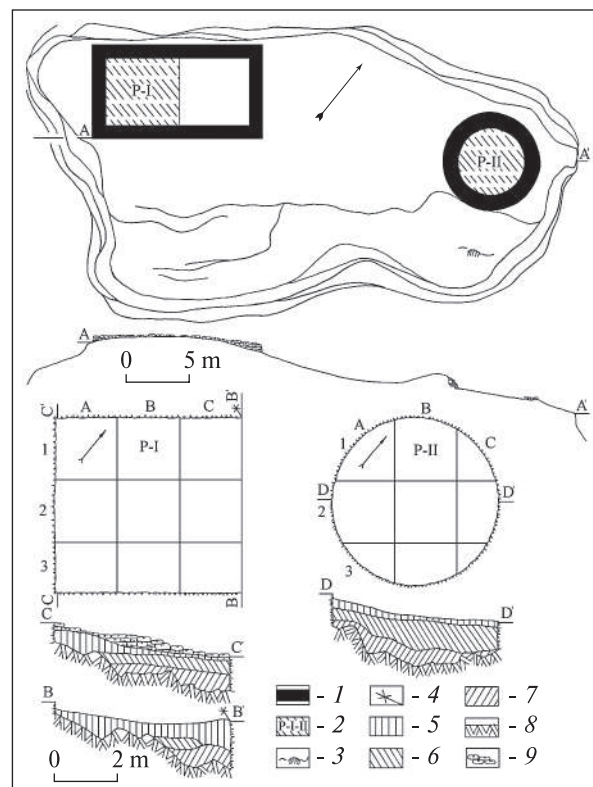 P-I
A
P-II
A'
A
0 5 m
A'
C' A B C B'
*
1 P-I
2
3
C B
A B C
1 P-II
D D'
2
3
C
C'
B * B'
0 2 m
D D'
- 1 - 4 - 7
P-I-II - 2 - 5 - 8
- 3 - 6 - 9